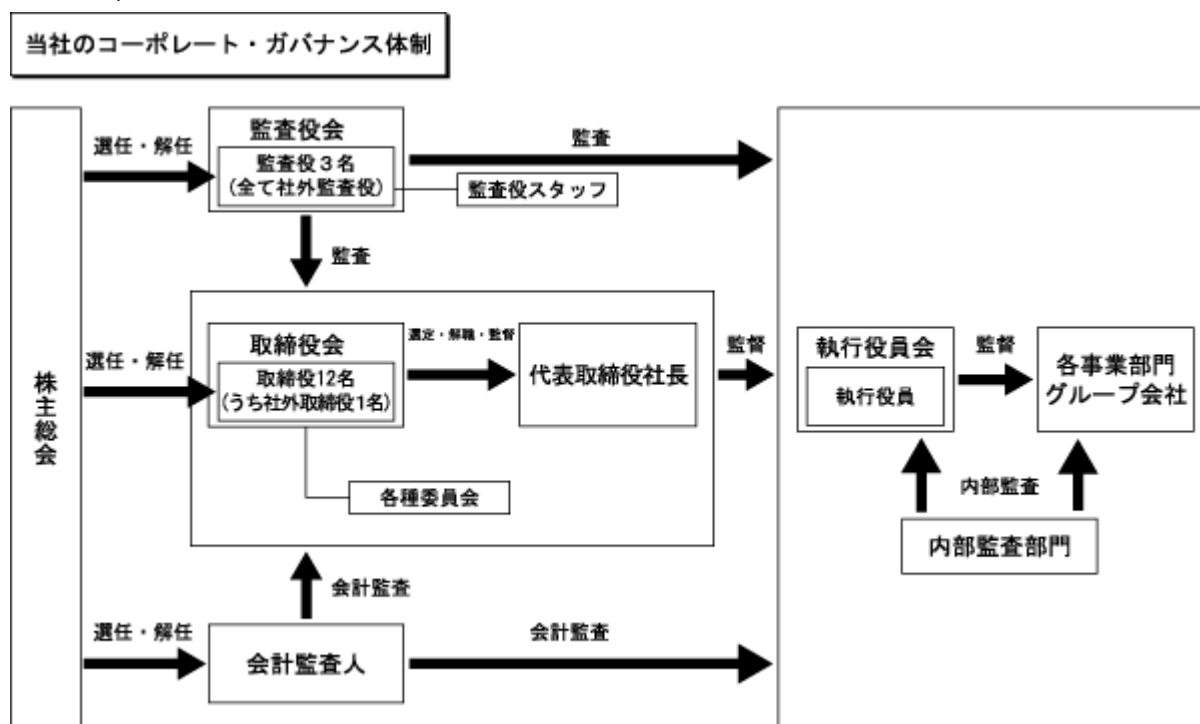 当社のコーポレート・ガバナンス体制
株主総会
選任・解任
監査役会
監査役3名
(全て社外監査役)
監査役スタッフ
監査
監査
選任・解任
取締役会
取締役12名
(うち社外取締役1名)
選定・解職・監督
代表取締役社長
各種委員会
監督
執行役員会
執行役員
監督
各事業部門
グループ会社
内部監査
内部監査部門
会計監査
選任・解任
会計監査人
会計監査